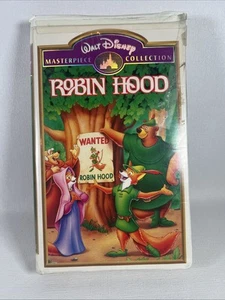 WALT DISNEY
MASTERPIECE COLLECTION
ROBIN HOOD
WANTED
ROBIN HOOD